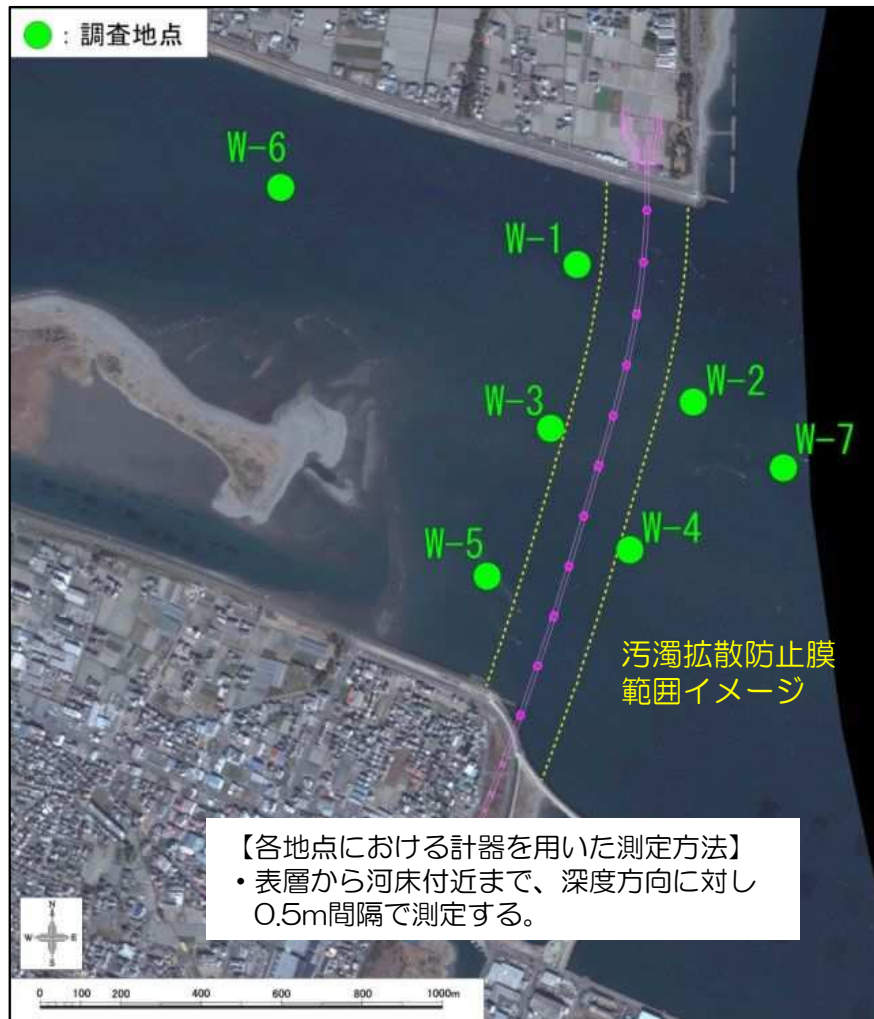 ：調査地点
W-6
W-1
W-2
W-3
W-7
W-4
W-5
汚濁拡散防止膜
範囲イメージ
【各地点における計器を用いた測定方法】
・表層から河床付近まで、深度方向に対し
0.5m間隔で測定する。
N
W E
S
0 100 200 400 600 800 1000m